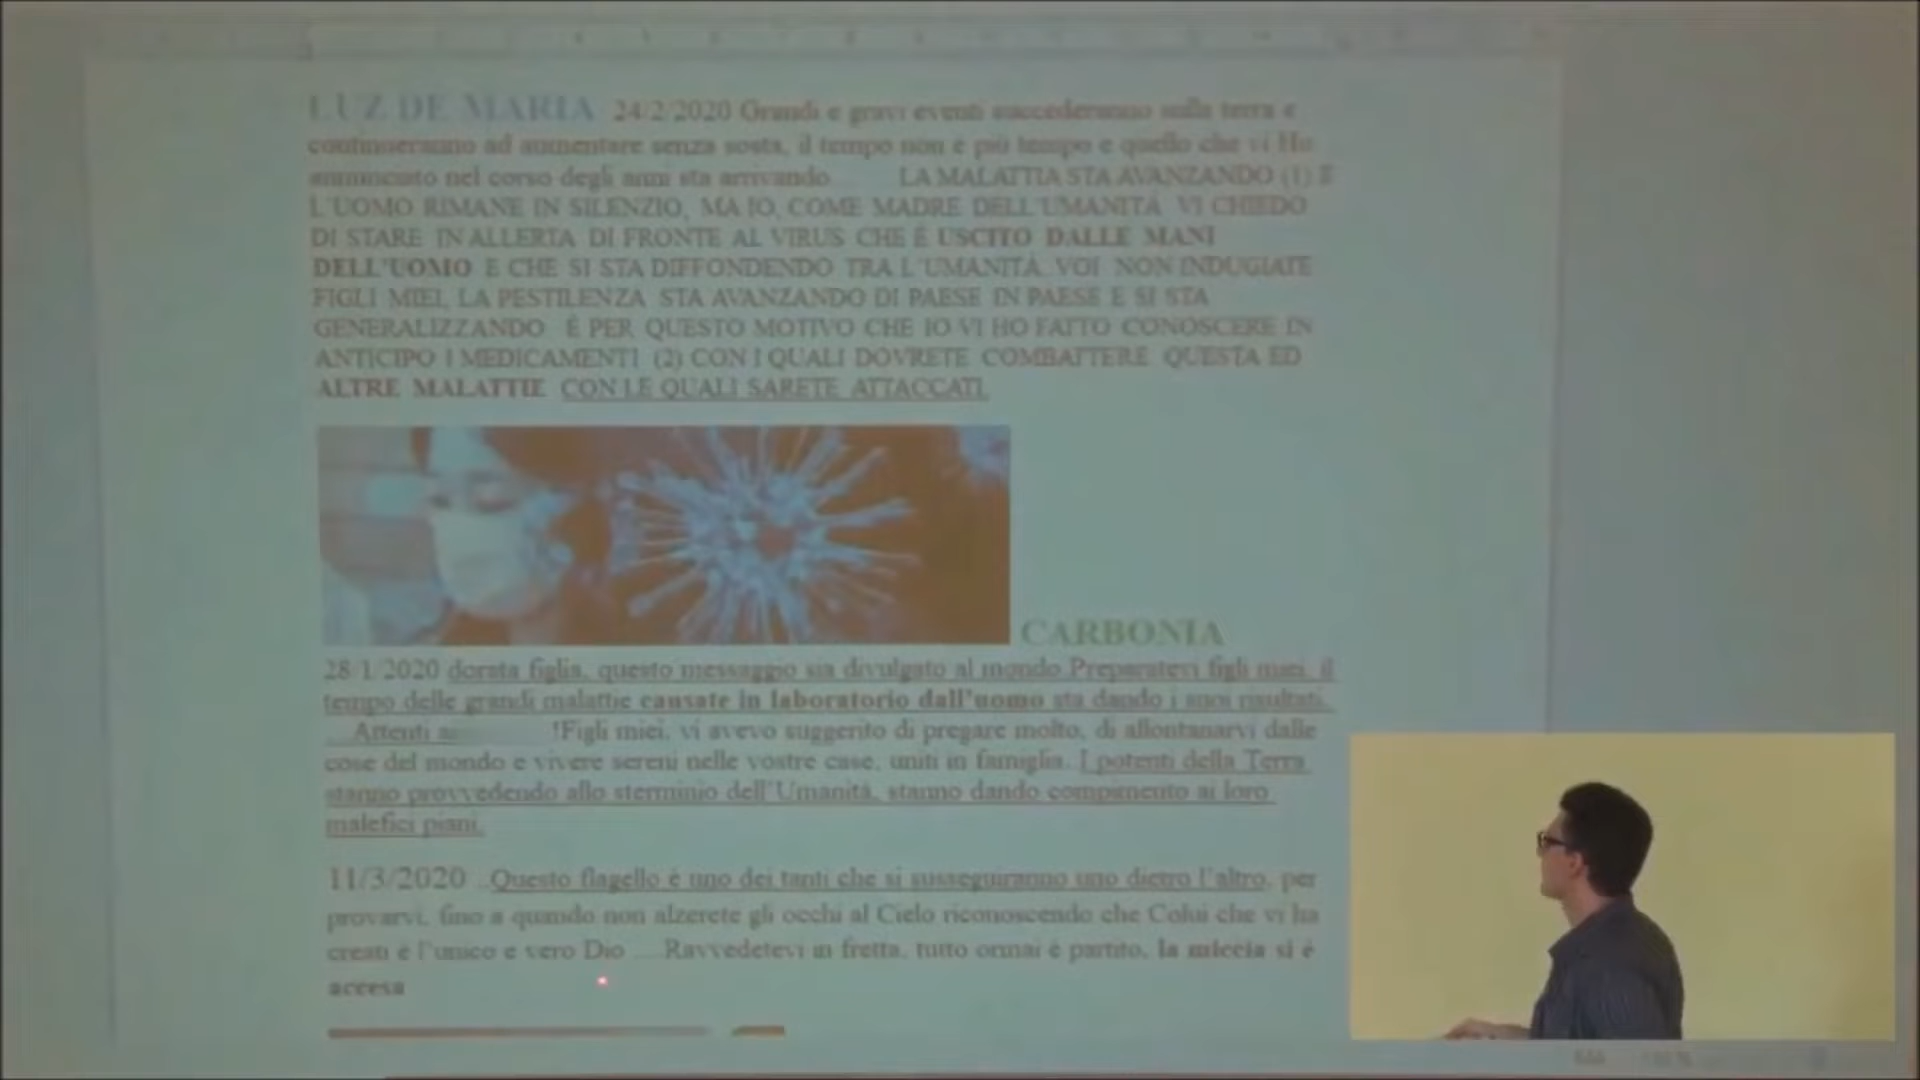 LUZ DE MARIA 24/2/2020 Grandi e gravi eventi succederanno sulla terra e
continueranno ad aumentare senza sosta, il tempo non è più tempo e quello che vi Ho
annunciato nel corso degli anni sta arrivando LA MALATTIA STA AVANZANDO (1) E
L'UOMO RIMANE IN SILENZIO, MA IO, COME MADRE DELL'UMANITÀ VI CHIEDO
DI STARE IN ALLERTA DI FRONTE AL VIRUS CHE È USCITO DALLE MANI
DELL'UOMO E CHE SI STA DIFFONDENDO TRA L'UMANITÀ. VOI NON INDUGIATE
FIGLI MIEI, LA PESTILENZA STA AVANZANDO DI PAESE IN PAESE E SI STA
GENERALIZZANDO È PER QUESTO MOTIVO CHE IO VI HO FATTO CONOSCERE IN
ANTICIPO I MEDICAMENTI (2) CON I QUALI DOVRETE COMBATTERE QUESTA ED
ALTRE MALATTIE CON LE QUALI SARETE ATTACCATI.
CARBONIA
28/1/2020 dorata figlia, questo messaggio sia divulgato al mondo Preparatevi figli miei, il
tempo delle grandi malattie causate in laboratorio dall'uomo sta dando i suoi risultati.
...Attenti !Figli miei, vi avevo suggerito di pregare molto, di allontanarvi dalle
cose del mondo e vivere sereni nelle vostre case, uniti in famiglia. I potenti della Terra
stanno provvedendo allo sterminio dell'Umanità, stanno dando compimento ai loro
malefici piani.
11/3/2020 ..Questo flagello è uno dei tanti che si susseguiranno uno dietro l'altro, per
provarvi, fino a quando non alzerete gli occhi al Cielo riconoscendo che Colui che vi ha
creati è l'unico e vero Dio ....Ravvedetevi in fretta, tutto ormai è partito, la miccia si è
accesa